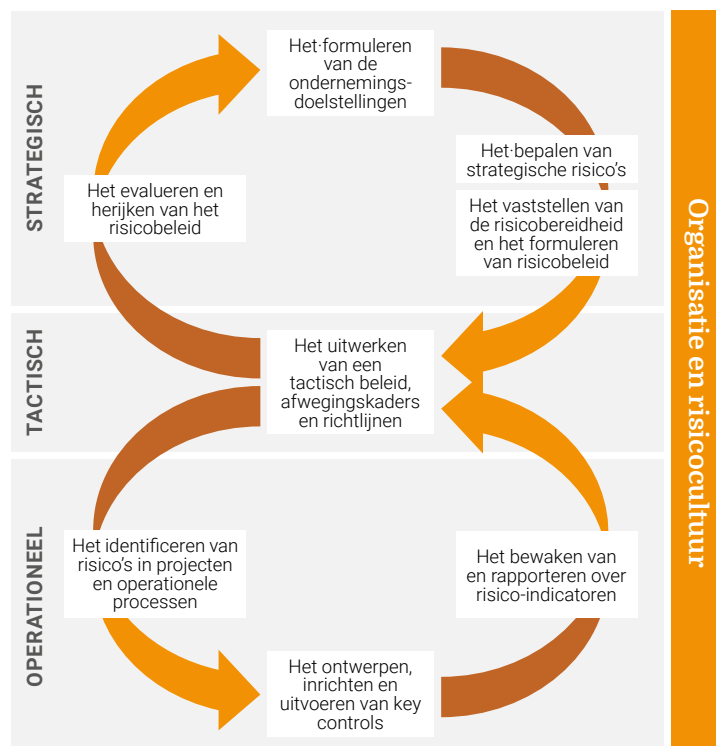 STRATEGISCH
Het·formuleren
van de
ondernemings-
doelstellingen
Het·bepalen van
strategische risico's
Het vaststellen van
de risicobereidheid
en het formuleren
van risicobeleid
Het evalueren en
herijken van het
risicobeleid
TACTISCH
Het uitwerken
van een
tactisch beleid,
afwegingskaders
en richtlijnen
OPERATIONEEL
Het identificeren van
risico's in projecten
en operationele
processen
Het ontwerpen,
inrichten en
uitvoeren van key
controls
Het bewaken van
en rapporteren over
risico-indicatoren
Organisatie en risicocultuur